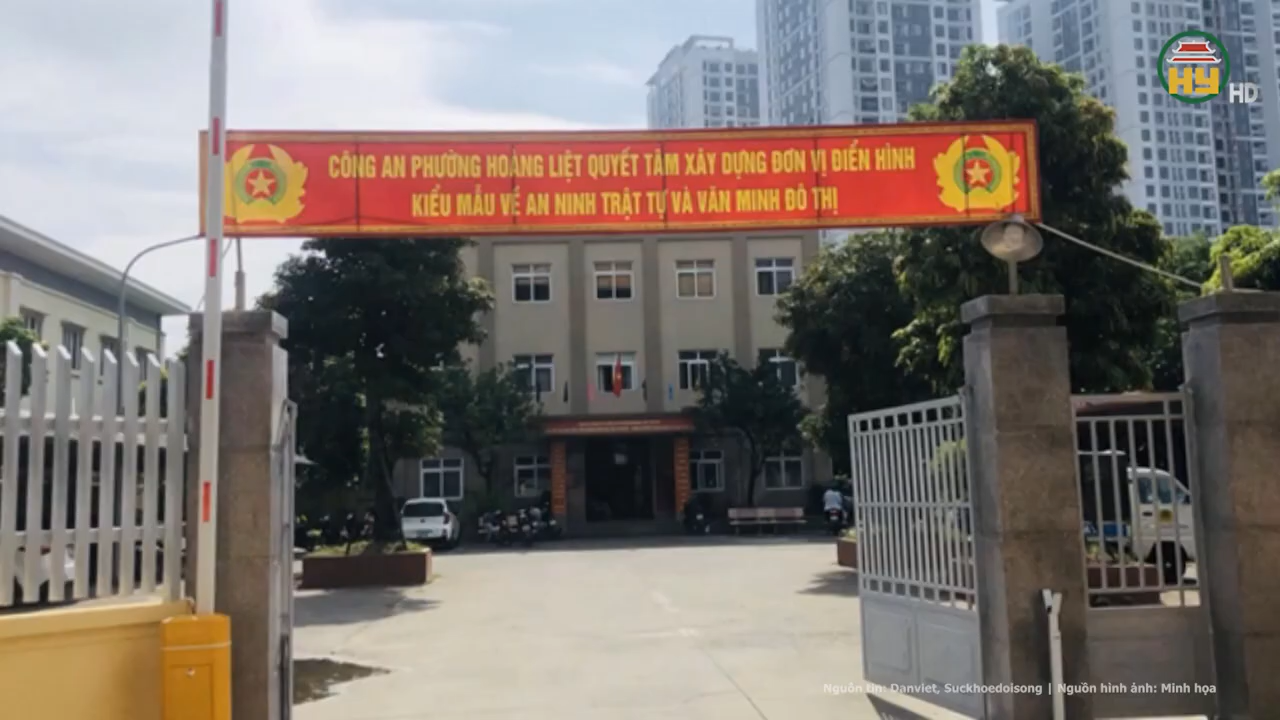 HY HD
CÔNG AN PHƯỜNG HOÀNG LIỆT QUYẾT TÂM XÂY DỰNG ĐƠN VỊ ĐIỂN HÌNH
KIỂU MẪU VỀ AN NINH TRẬT TỰ VÀ VĂN MINH ĐÔ THỊ
Nguồn tin: Danviet, Suckhoedoisong | Nguồn hình ảnh: Minh họa